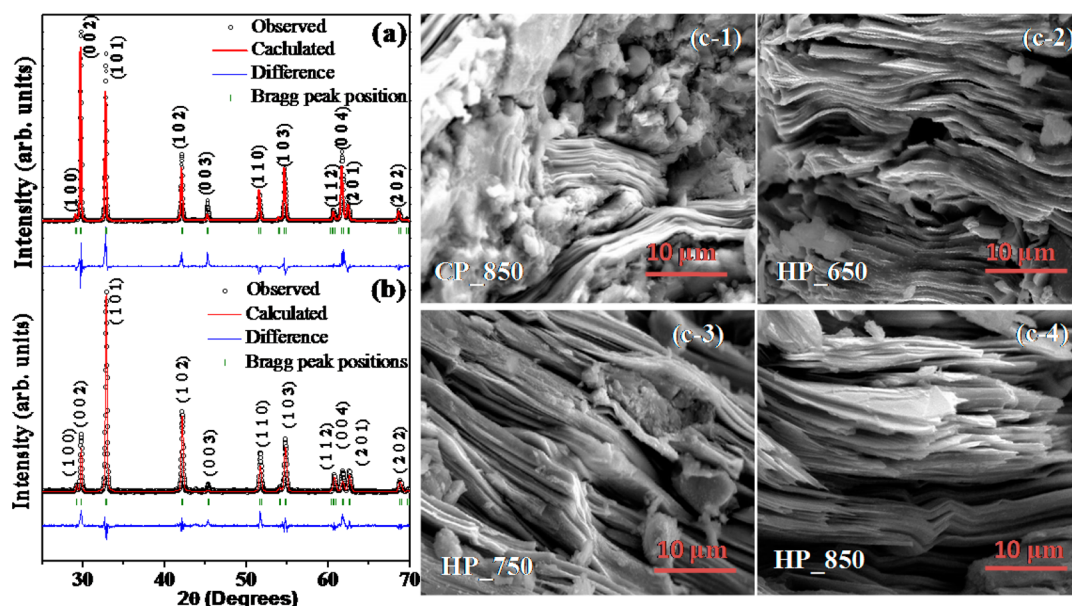 Intensity (arb. units)
(a)
Observed
Caclulated
Difference
Bragg peak position
(1 0 0)
(0 0 2)
(1 0 1)
(1 0 2)
(0 0 3)
(1 1 0)
(1 0 3)
(1 1 2)
(0 0 4)
(2 0 1)
(2 0 2)
Intensity (arb. units)
(b)
Observed
Calculated
Difference
Bragg peak positions
(1 0 0)
(0 0 2)
(1 0 1)
(1 0 2)
(0 0 3)
(1 1 0)
(1 0 3)
(1 1 2)
(0 0 4)
(2 0 1)
(2 0 2)
30 40 50 60 70
2θ (Degrees)
(c-1)
10 μm
CP_850
(c-2)
10 μm
HP_650
(c-3)
10 μm
HP_750
(c-4)
10 μm
HP_850